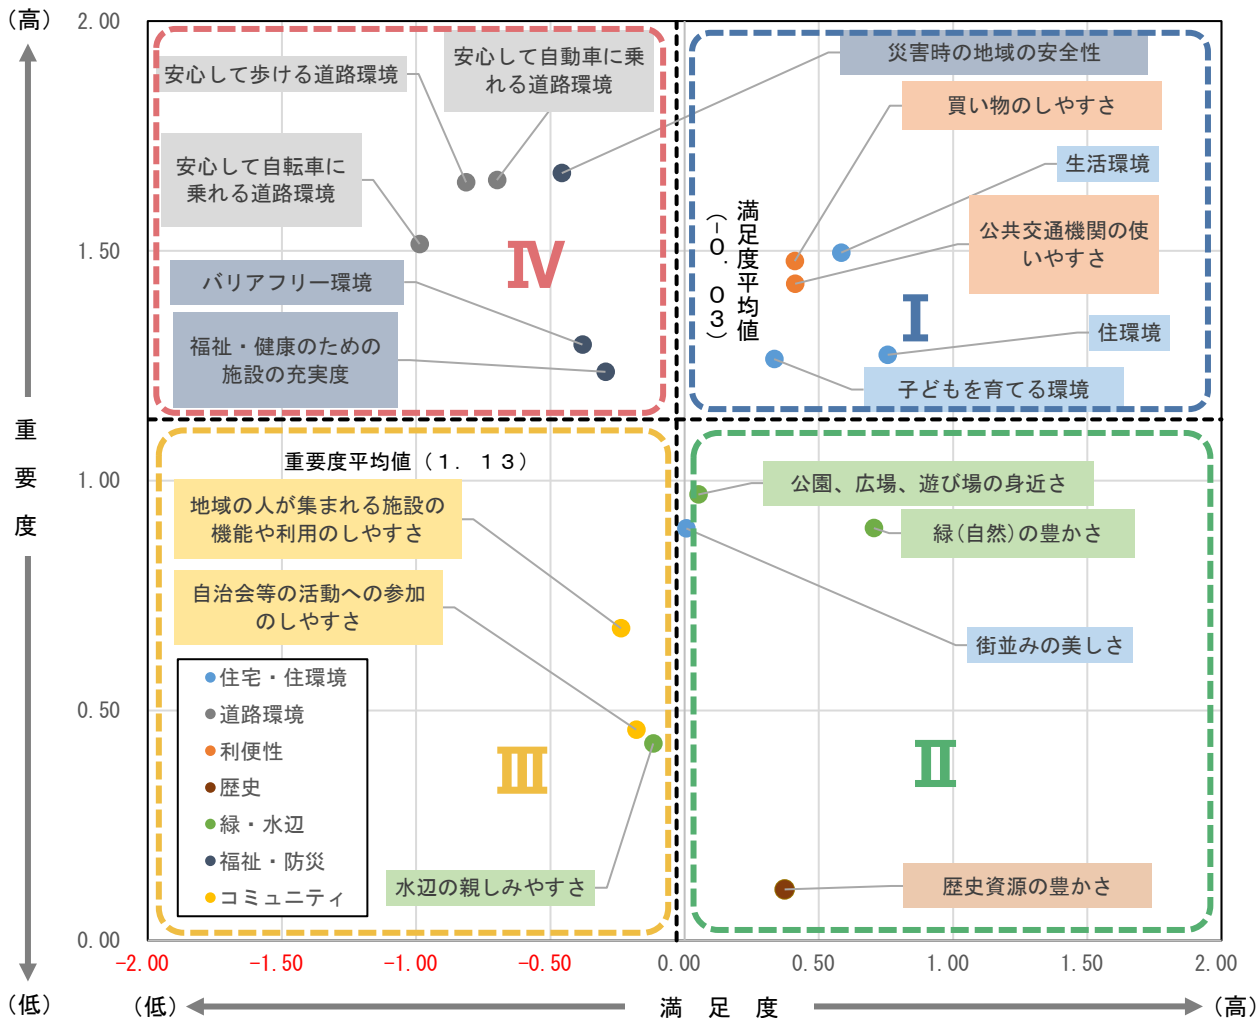 （高）
2.00
安心して歩ける道路環境
安心して自動車に乗
れる道路環境
災害時の地域の安全性
買い物のしやすさ
生活環境
安心して自転車に
乗れる道路環境
公共交通機関の使
いやすさ
満足度平均値
（-0．03）
1.50
Ⅳ
Ⅰ
バリアフリー環境
福祉・健康のための
施設の充実度
住環境
子どもを育てる環境
重要度
重要度平均値（1．13）
1.00
地域の人が集まれる施設の
機能や利用のしやすさ
公園、広場、遊び場の身近さ
緑（自然）の豊かさ
自治会等の活動への参加
のしやすさ
街並みの美しさ
住宅・住環境
道路環境
利便性
歴史
緑・水辺
福祉・防災
コミュニティ
0.50
Ⅲ
Ⅱ
水辺の親しみやすさ
歴史資源の豊かさ
0.00
-2.00 -1.50 -1.00 -0.50 0.00 0.50 1.00 1.50 2.00
（低）
（低） 満足度 （高）